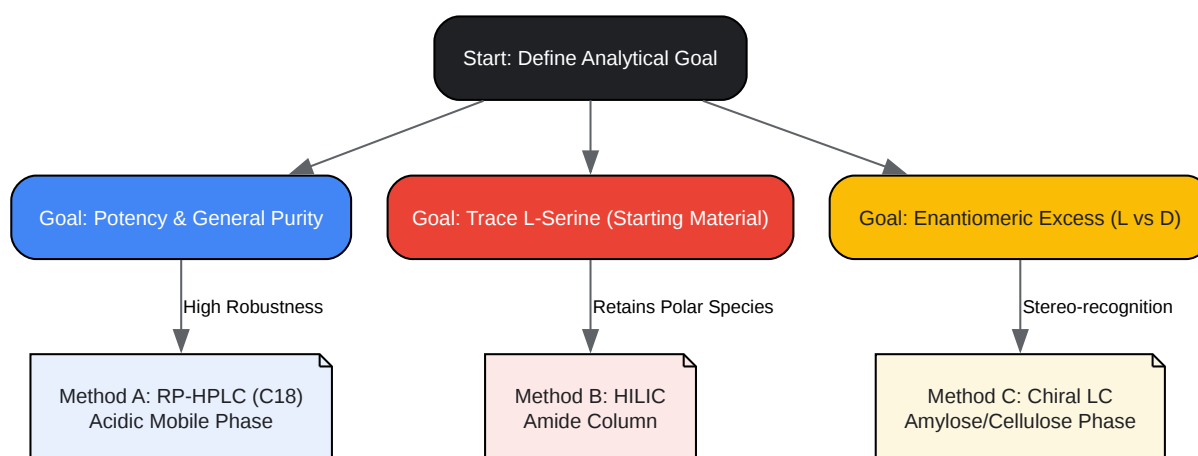 Start: Define Analytical Goal
Goal: Potency & General Purity
Goal: Trace L-Serine (Starting Material)
Goal: Enantiomeric Excess (L vs D)
High Robustness
Retains Polar Species
Stereo-recognition
Method A: RP-HPLC (C18)
Acidic Mobile Phase
Method B: HILIC
Amide Column
Method C: Chiral LC
Amylose/Cellulose Phase